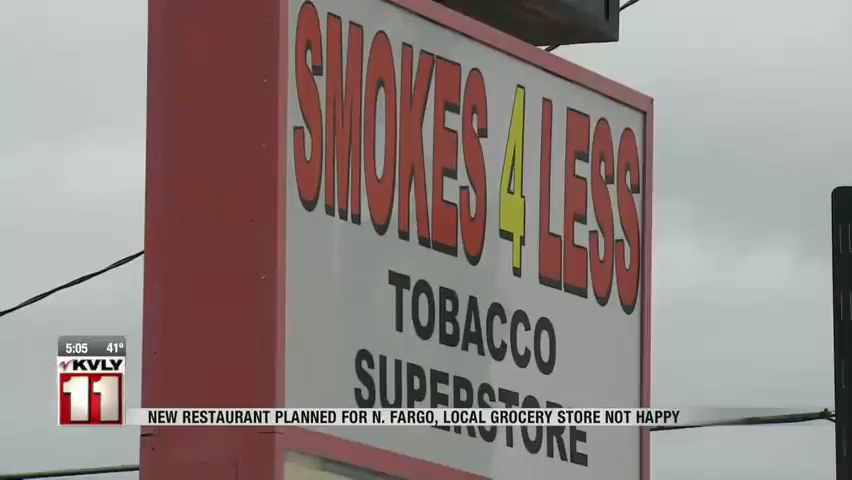 SMOKES 4 LESS
TOBACCO
SUPERSTORE
5:05 41°
KVLY
11
NEW RESTAURANT PLANNED FOR N. FARGO, LOCAL GROCERY STORE NOT HAPPY